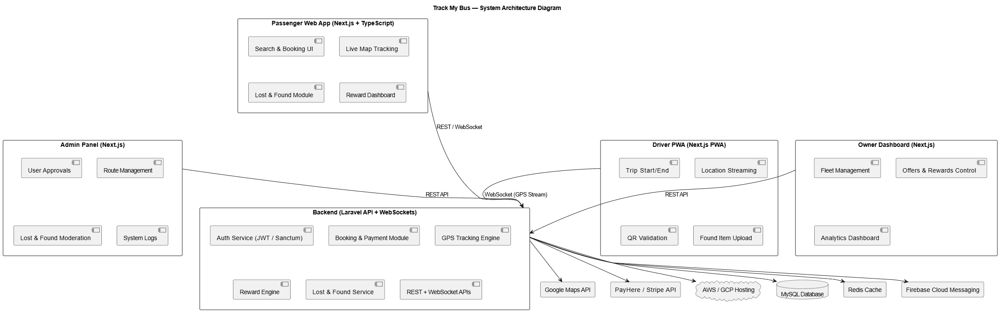 Track My Bus — System Architecture Diagram
Passenger Web App (Next.js + TypeScript)
Search & Booking UI
Live Map Tracking
Lost & Found Module
Reward Dashboard
REST / WebSocket
Admin Panel (Next.js)
User Approvals
Route Management
Lost & Found Moderation
System Logs
REST API
Driver PWA (Next.js PWA)
Trip Start/End
Location Streaming
QR Validation
Found Item Upload
WebSocket (GPS Stream)
Owner Dashboard (Next.js)
Fleet Management
Offers & Rewards Control
Analytics Dashboard
REST API
Backend (Laravel API + WebSockets)
Auth Service (JWT / Sanctum)
Booking & Payment Module
GPS Tracking Engine
Reward Engine
Lost & Found Service
REST + WebSocket APIs
Google Maps API
PayHere / Stripe API
AWS / GCP Hosting
MySQL Database
Redis Cache
Firebase Cloud Messaging